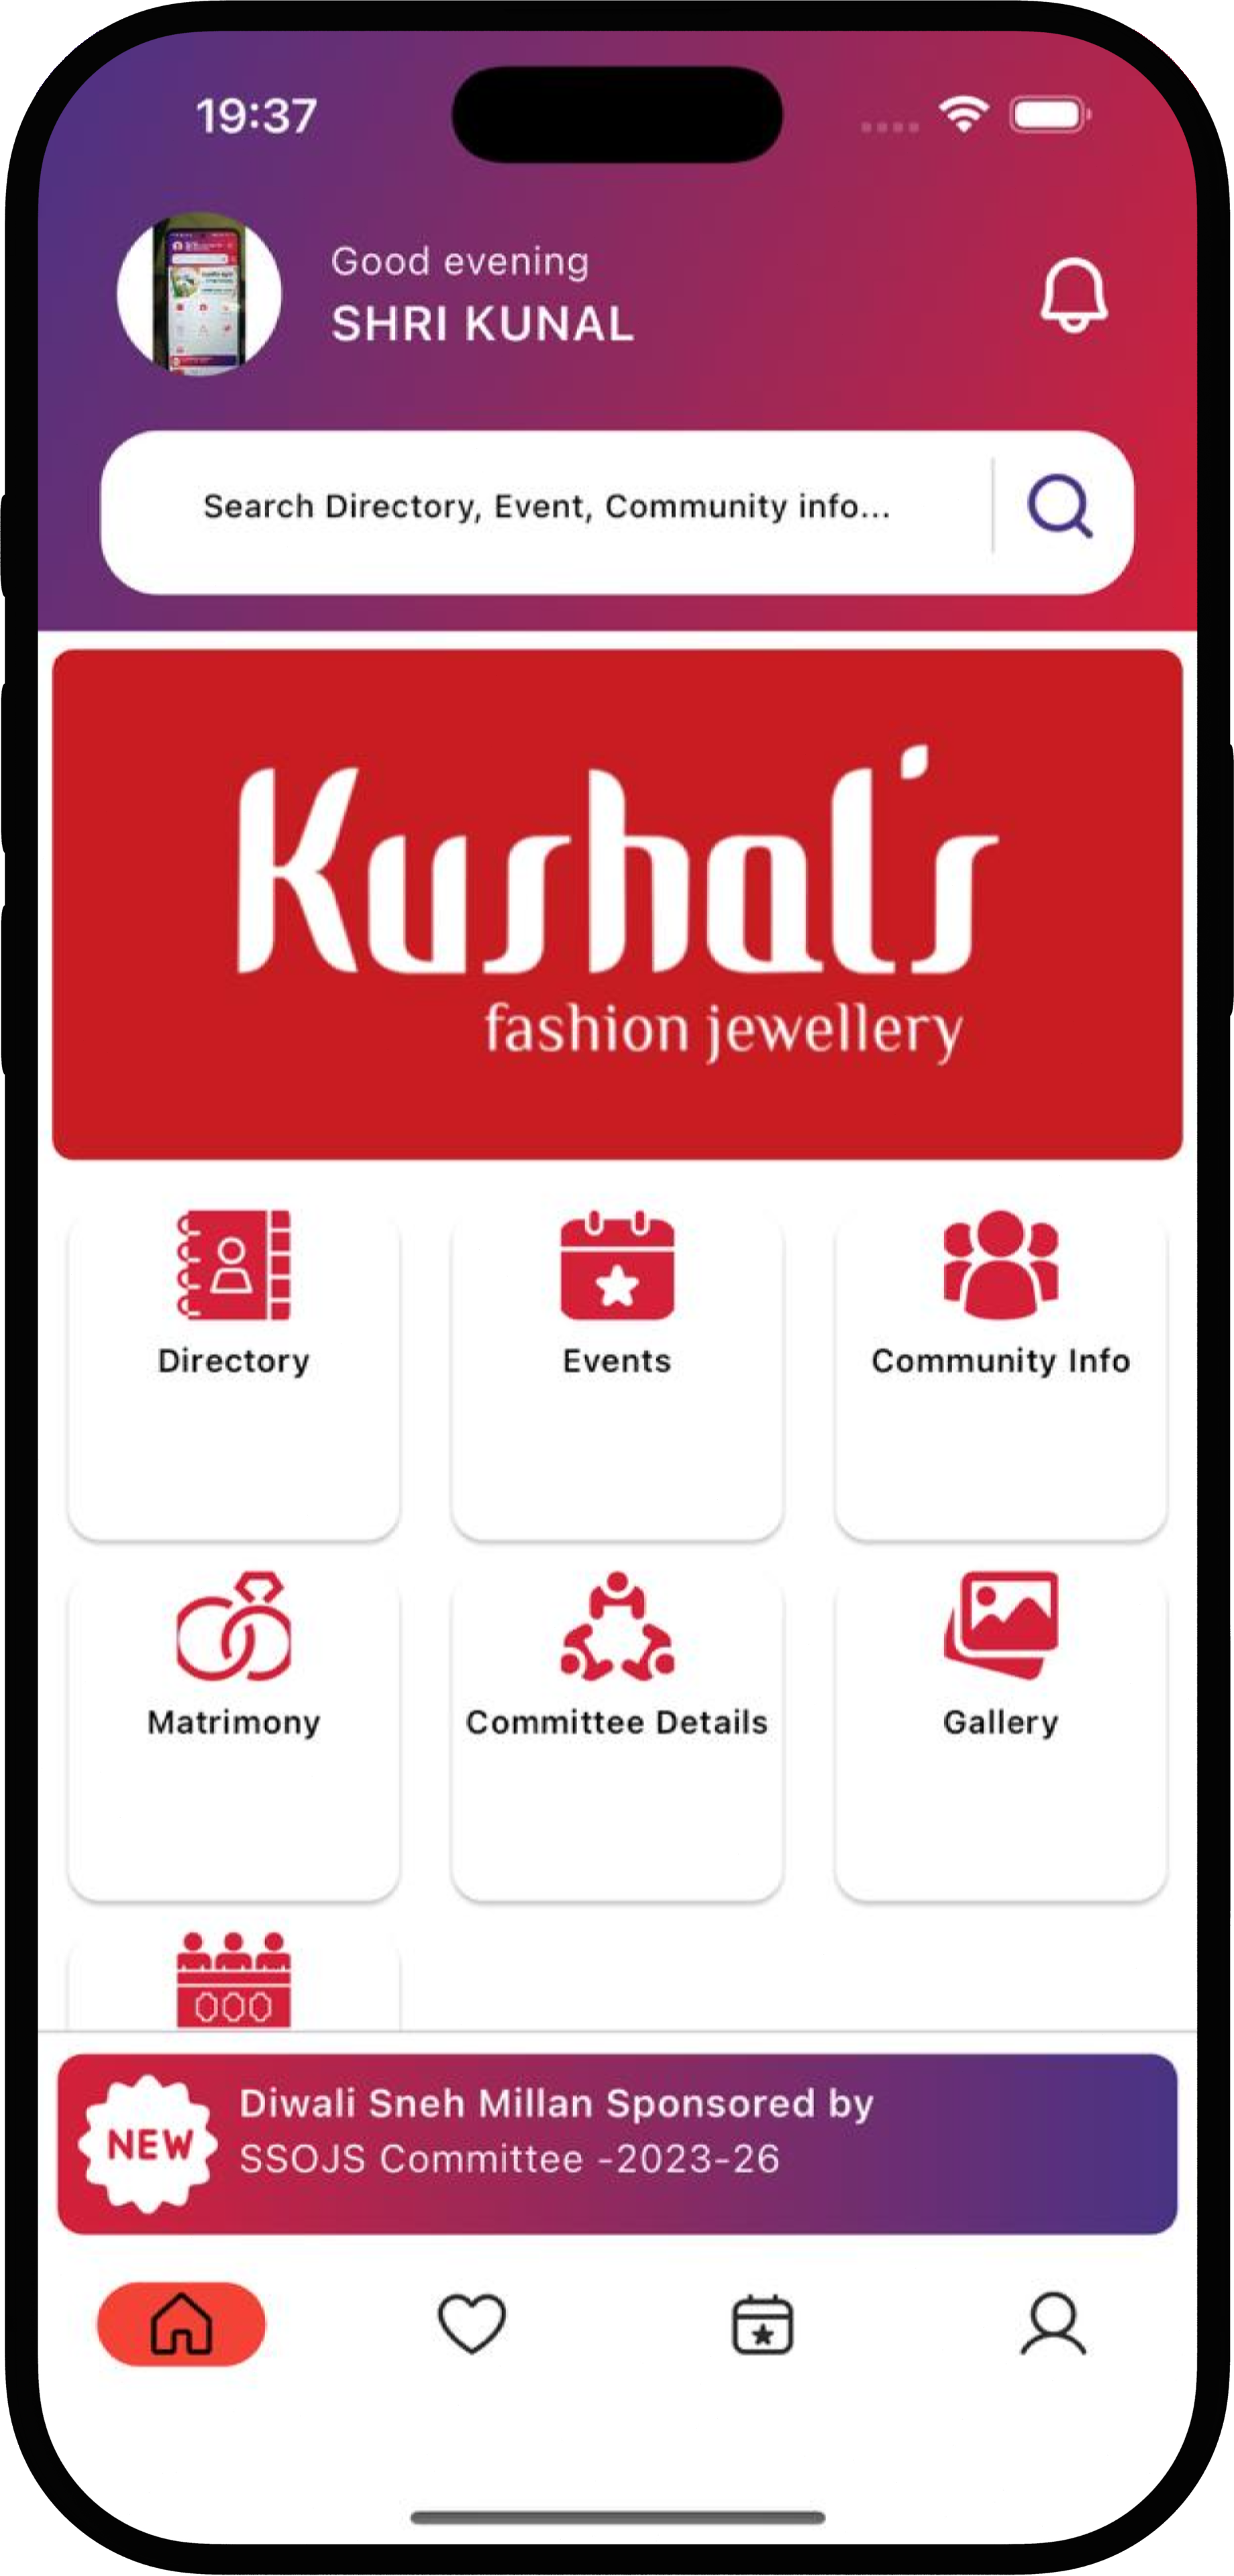 19:37
Good evening
SHRI KUNAL
Search Directory, Event, Community info...
Kushal's
fashion jewellery
Directory
Events
Community Info
Matrimony
Committee Details
Gallery
Diwali Sneh Millan Sponsored by
NEW
SSOJS Committee -2023-26